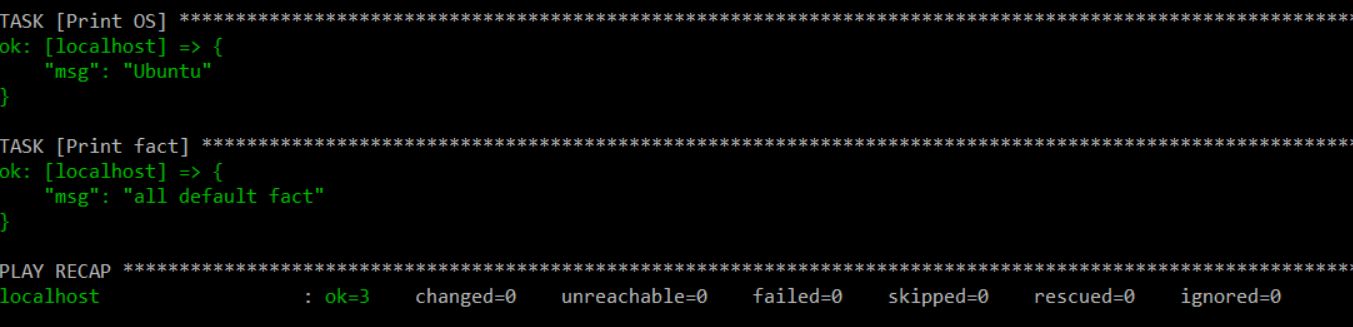 TASK [Print OS] *********************************************************************************************************
ok: [localhost] => {
    "msg": "Ubuntu"
}
TASK [Print fact] *******************************************************************************************************
ok: [localhost] => {
    "msg": "all default fact"
}
PLAY RECAP **************************************************************************************************************
localhost                  : ok=3    changed=0    unreachable=0    failed=0    skipped=0    rescued=0    ignored=0